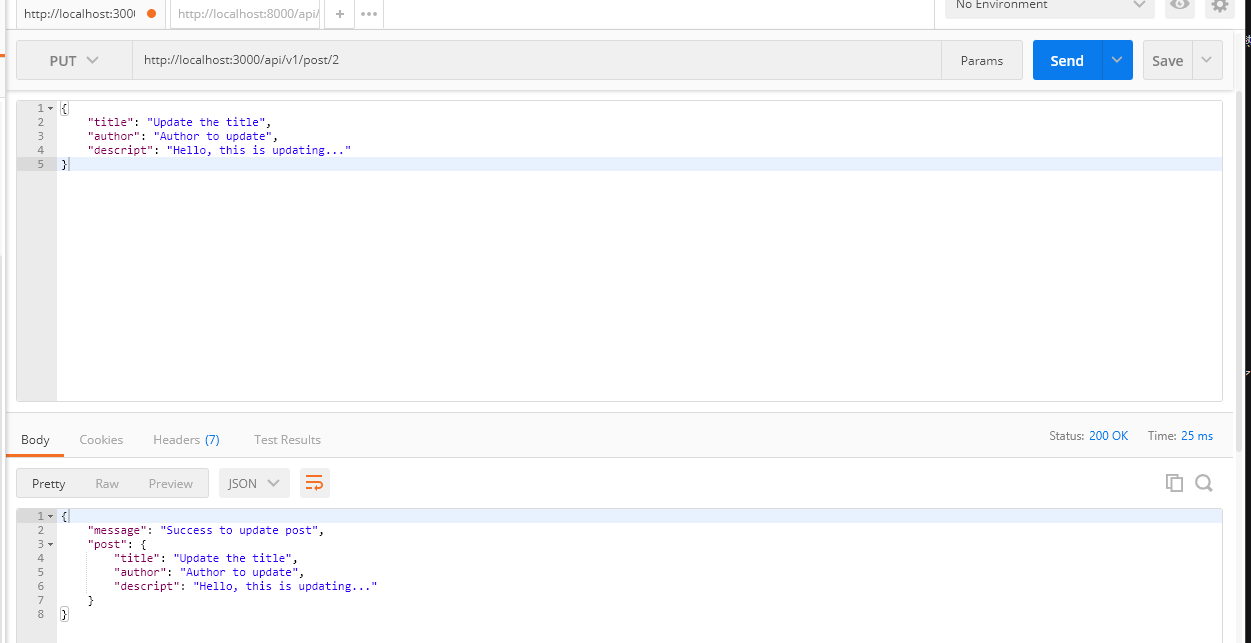 http://localhost:3000 http://localhost:8000/api/ + ••• No Environment
PUT http://localhost:3000/api/v1/post/2 Params Send Save
1 {
2 "title": "Update the title",
3 "author": "Author to update",
4 "descript": "Hello, this is updating..."
5 }
Body Cookies Headers (7) Test Results Status: 200 OK Time: 25 ms
Pretty Raw Preview JSON
1 {
2 "message": "Success to update post",
3 "post": {
4 "title": "Update the title",
5 "author": "Author to update",
6 "descript": "Hello, this is updating..."
7 }
8 }